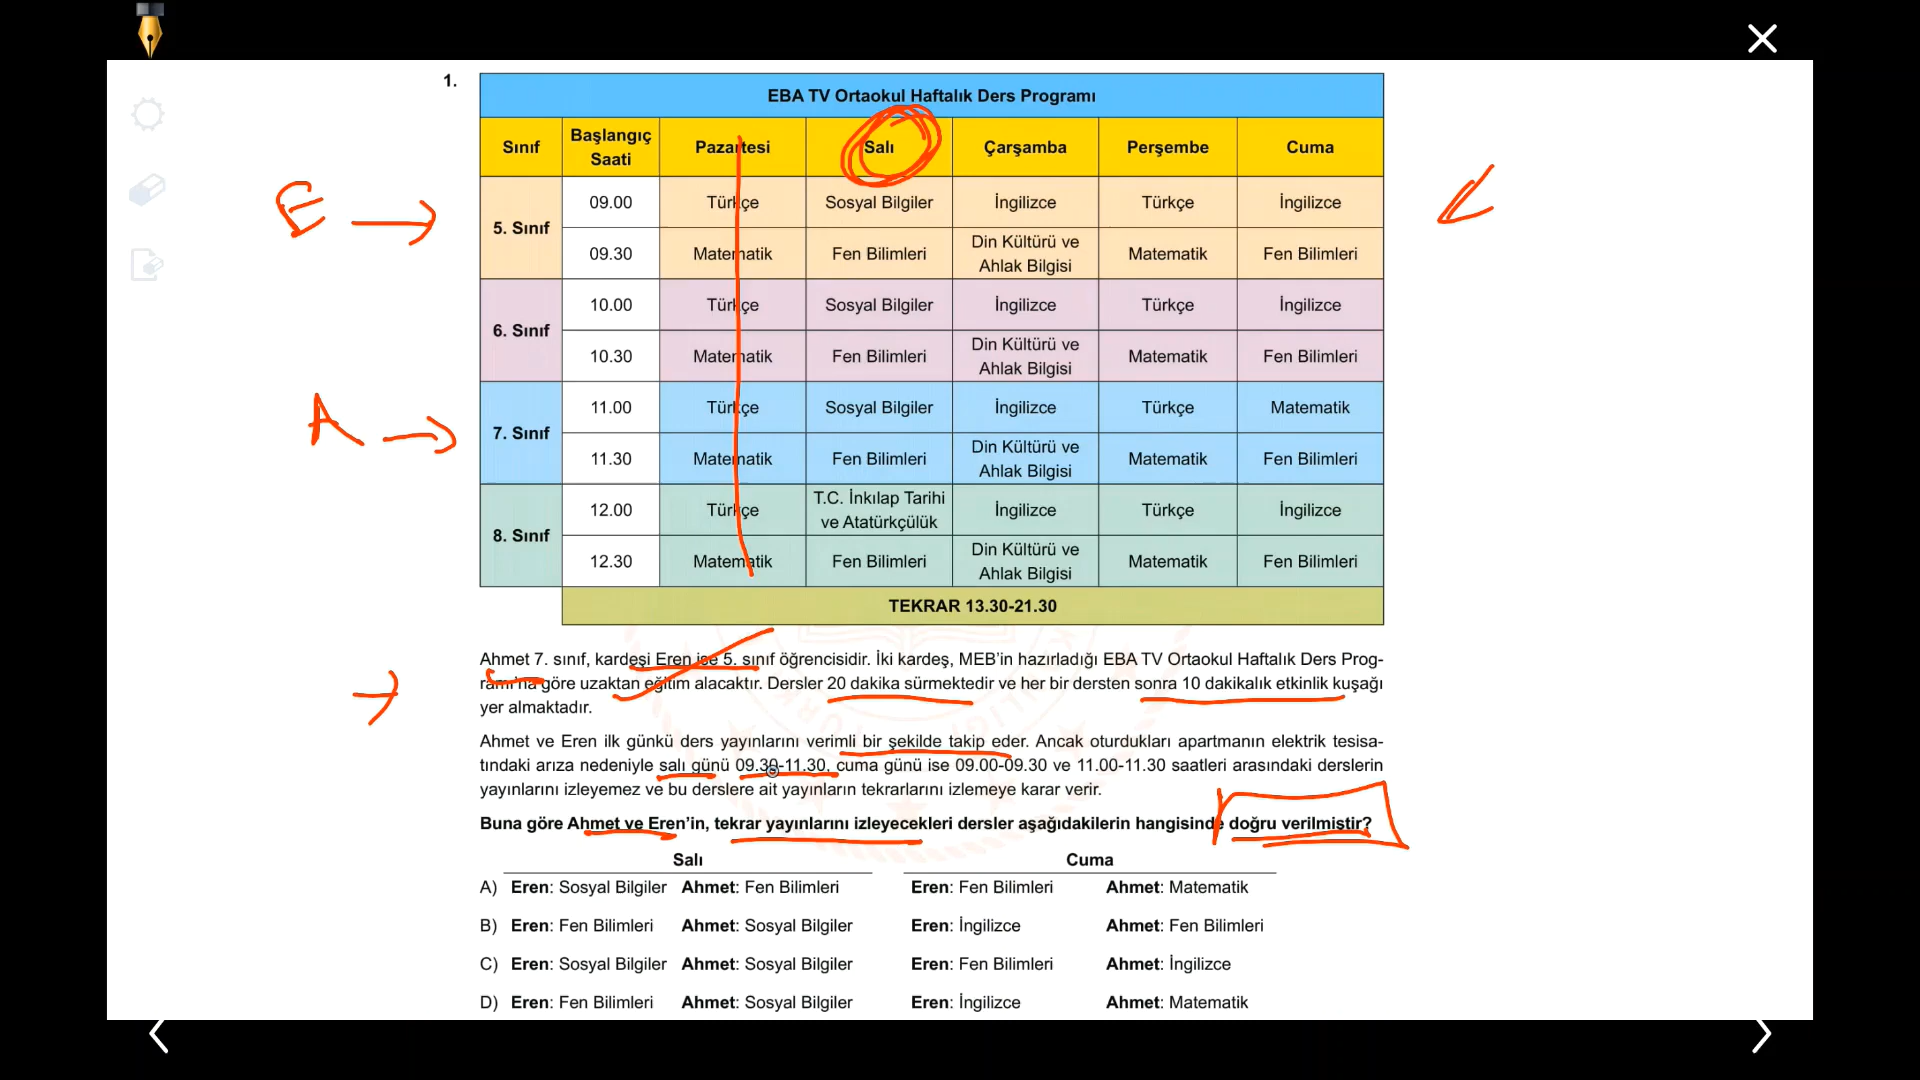 1.
EBA TV Ortaokul Haftalık Ders Programı
Sınıf Başlangıç Saati Pazartesi Salı Çarşamba Perşembe Cuma
5. Sınıf 09.00 Türkçe Sosyal Bilgiler İngilizce Türkçe İngilizce
09.30 Matematik Fen Bilimleri Din Kültürü ve Ahlak Bilgisi Matematik Fen Bilimleri
6. Sınıf 10.00 Türkçe Sosyal Bilgiler İngilizce Türkçe İngilizce
10.30 Matematik Fen Bilimleri Din Kültürü ve Ahlak Bilgisi Matematik Fen Bilimleri
7. Sınıf 11.00 Türkçe Sosyal Bilgiler İngilizce Türkçe Matematik
11.30 Matematik Fen Bilimleri Din Kültürü ve Ahlak Bilgisi Matematik Fen Bilimleri
8. Sınıf 12.00 Türkçe T.C. İnkılap Tarihi ve Atatürkçülük İngilizce Türkçe İngilizce
12.30 Matematik Fen Bilimleri Din Kültürü ve Ahlak Bilgisi Matematik Fen Bilimleri
TEKRAR 13.30-21.30
E
A
Ahmet 7. sınıf, kardeşi Eren ise 5. sınıf öğrencisidir. İki kardeş, MEB'in hazırladığı EBA TV Ortaokul Haftalık Ders Prog-
ramı'na göre uzaktan eğitim alacaktır. Dersler 20 dakika sürmektedir ve her bir dersten sonra 10 dakikalık etkinlik kuşağı
yer almaktadır.
Ahmet ve Eren ilk günkü ders yayınlarını verimli bir şekilde takip eder. Ancak oturdukları apartmanın elektrik tesisa-
tındaki arıza nedeniyle salı günü 09.30-11.30, cuma günü ise 09.00-09.30 ve 11.00-11.30 saatleri arasındaki derslerin
yayınlarını izleyemez ve bu derslere ait yayınların tekrarlarını izlemeye karar verir.
Buna göre Ahmet ve Eren'in, tekrar yayınlarını izleyecekleri dersler aşağıdakilerin hangisinde doğru verilmiştir?
Salı Cuma
A) Eren: Sosyal Bilgiler Ahmet: Fen Bilimleri Eren: Fen Bilimleri Ahmet: Matematik
B) Eren: Fen Bilimleri Ahmet: Sosyal Bilgiler Eren: İngilizce Ahmet: Fen Bilimleri
C) Eren: Sosyal Bilgiler Ahmet: Sosyal Bilgiler Eren: Fen Bilimleri Ahmet: İngilizce
D) Eren: Fen Bilimleri Ahmet: Sosyal Bilgiler Eren: İngilizce Ahmet: Matematik